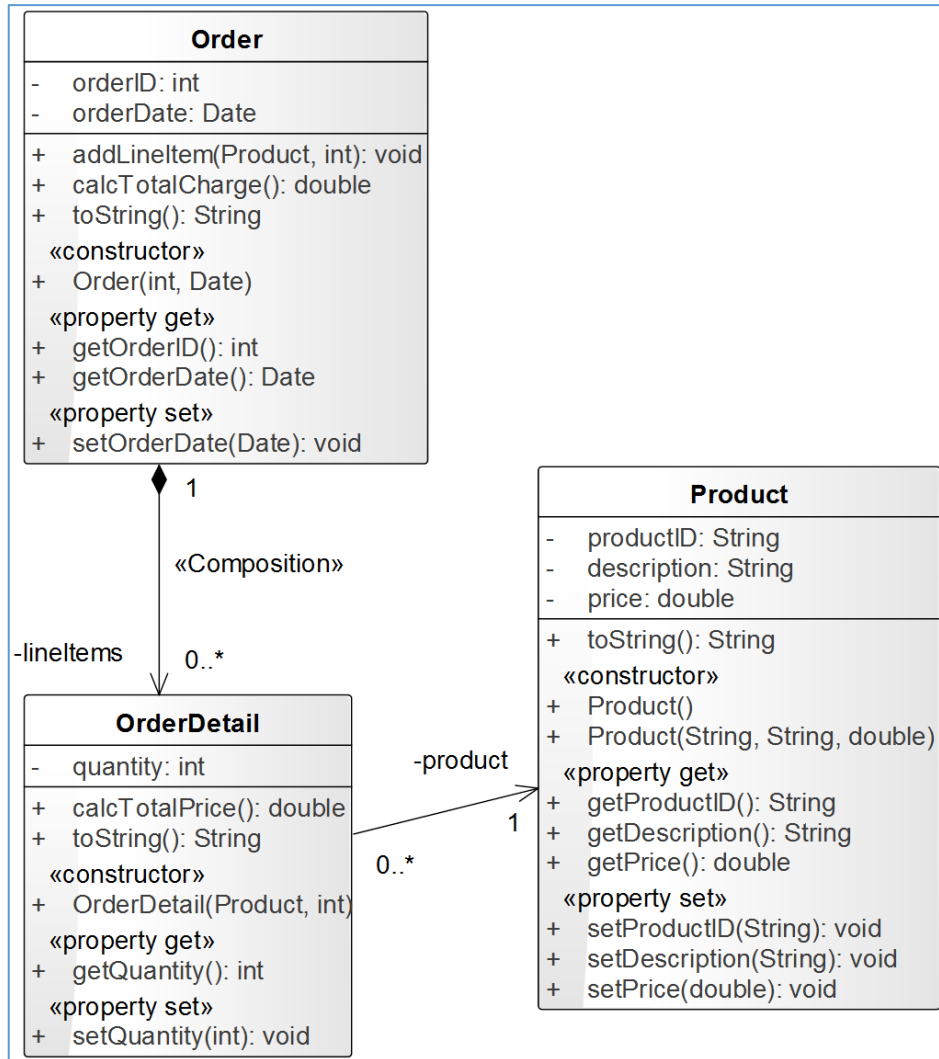 Order
- orderID: int
- orderDate: Date
+ addLineItem(Product, int): void
+ calcTotalCharge(): double
+ toString(): String
«constructor»
+ Order(int, Date)
«property get»
+ getOrderID(): int
+ getOrderDate(): Date
«property set»
+ setOrderDate(Date): void
1
«Composition»
-lineItems
0..*
OrderDetail
- quantity: int
+ calcTotalPrice(): double
+ toString(): String
«constructor»
+ OrderDetail(Product, int)
«property get»
+ getQuantity(): int
«property set»
+ setQuantity(int): void
-product
0..*
1
Product
- productID: String
- description: String
- price: double
+ toString(): String
«constructor»
+ Product()
+ Product(String, String, double)
«property get»
+ getProductID(): String
+ getDescription(): String
+ getPrice(): double
«property set»
+ setProductID(String): void
+ setDescription(String): void
+ setPrice(double): void